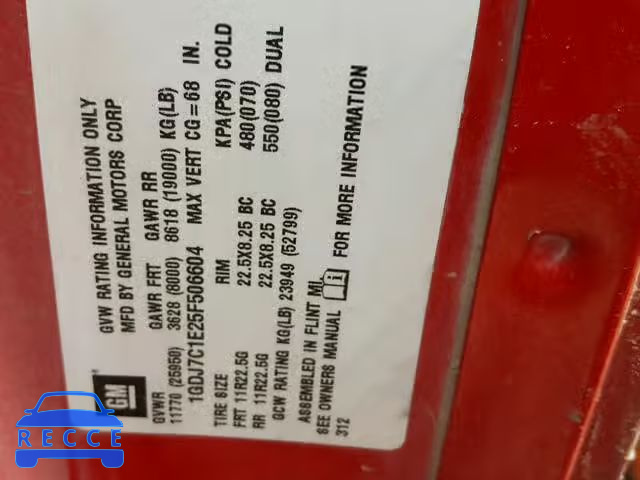 GVW RATING INFORMATION ONLY
MFD BY GENERAL MOTORS CORP
GM
GVWR GAWR FRT GAWR RR
11770 (25950) 3628 (8000) 8618 (19000) KG(LB)
1GDJ7C1E25F506604 MAX VERT CG=68 IN.
TIRE SIZE RIM KPA(PSI) COLD
FRT 11R22.5G 22.5X8.25 BC 480(070)
RR 11R22.5G 22.5X8.25 BC 550(080) DUAL
GCW RATING KG(LB) 23949 (52799)
ASSEMBLED IN FLINT MI.
SEE OWNERS MANUAL FOR MORE INFORMATION
312
RECCE